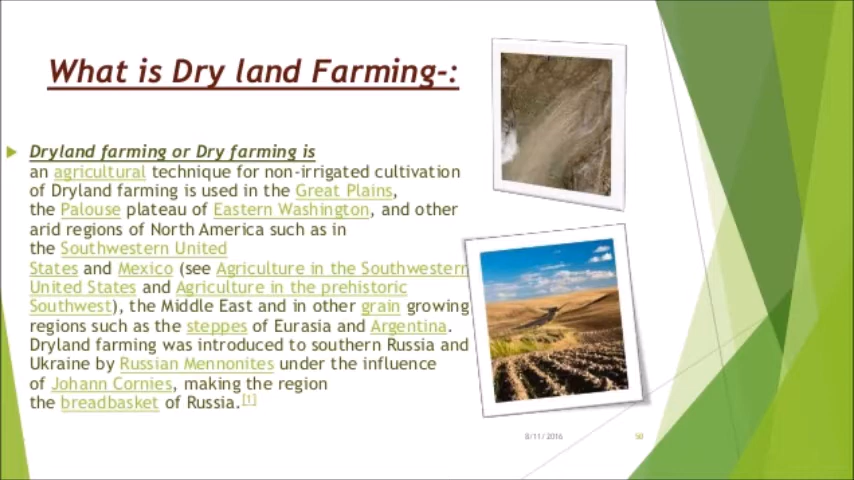 What is Dry land Farming-:
Dryland farming or Dry farming is
an agricultural technique for non-irrigated cultivation
of Dryland farming is used in the Great Plains,
the Palouse plateau of Eastern Washington, and other
arid regions of North America such as in
the Southwestern United
States and Mexico (see Agriculture in the Southwestern
United States and Agriculture in the prehistoric
Southwest), the Middle East and in other grain growing
regions such as the steppes of Eurasia and Argentina.
Dryland farming was introduced to southern Russia and
Ukraine by Russian Mennonites under the influence
of Johann Cornies, making the region
the breadbasket of Russia.[1]
8/11/2016
50